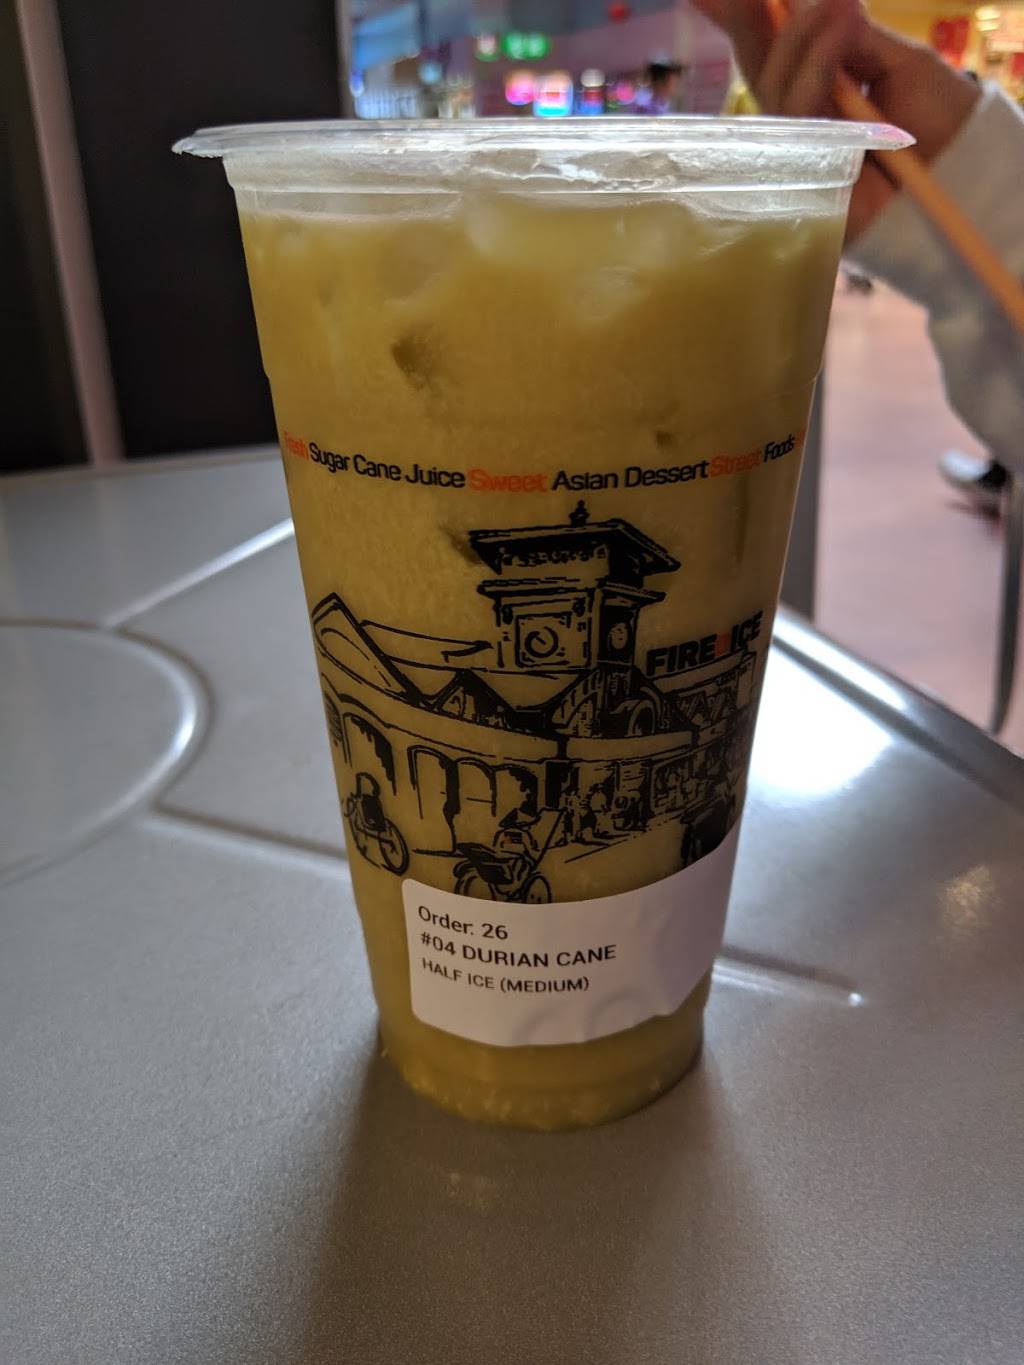 Fresh Sugar Cane Juice Sweet Asian Dessert Street Foods
FIRE ICE
Order: 26
#04 DURIAN CANE
HALF ICE (MEDIUM)